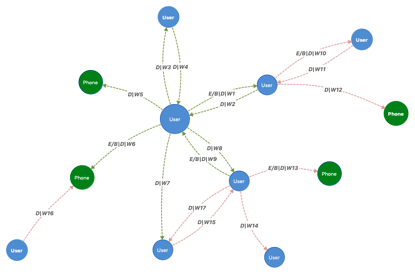 User
User
D|W3
D|W4
E/B|D|W10
D|W11
Phone
User
D|W5
E/B|D|W1
D|W12
D|W2
Phone
User
E/B|D|W6
D|W8
E/B|D|W9
E/B|D|W13
Phone
Phone
User
D|W7
D|W17
D|W16
D|W15
D|W14
User
User
User